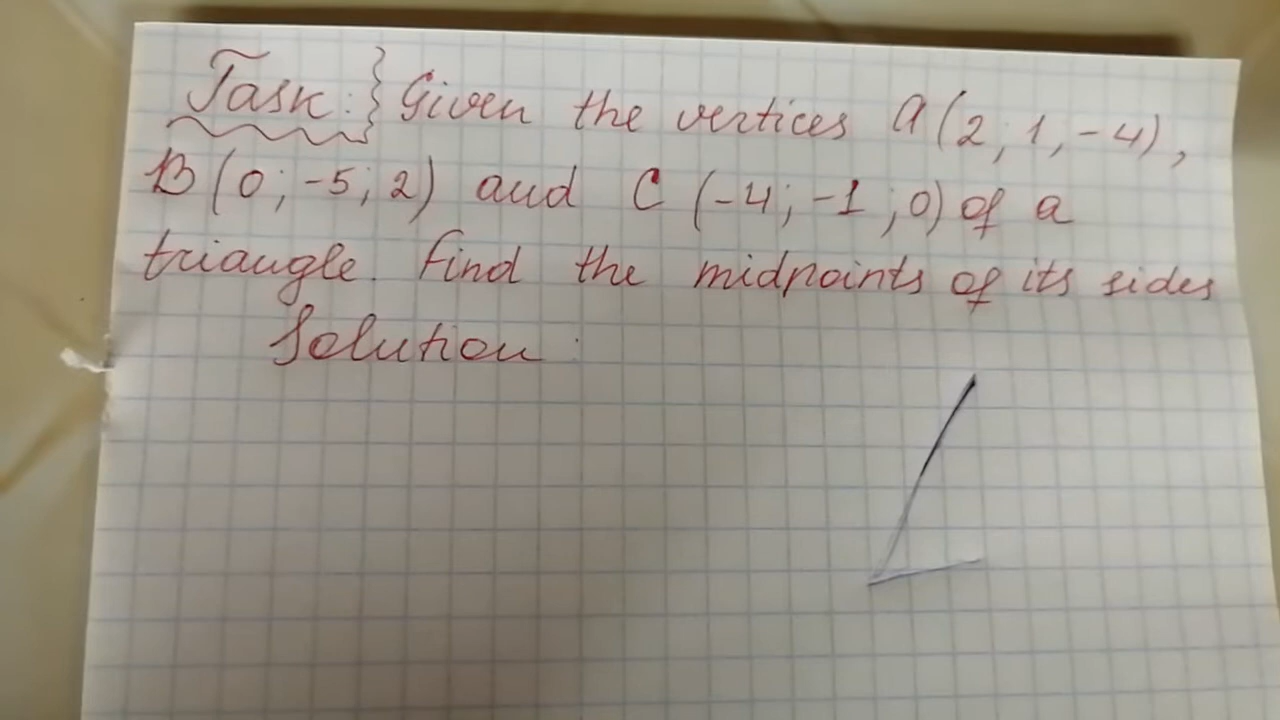 Task: } Given the vertices A(2; 1, -4),
B(0; -5; 2) and C (-4; -1; 0) of a
triangle. Find the midpoints of its sides
Solution: